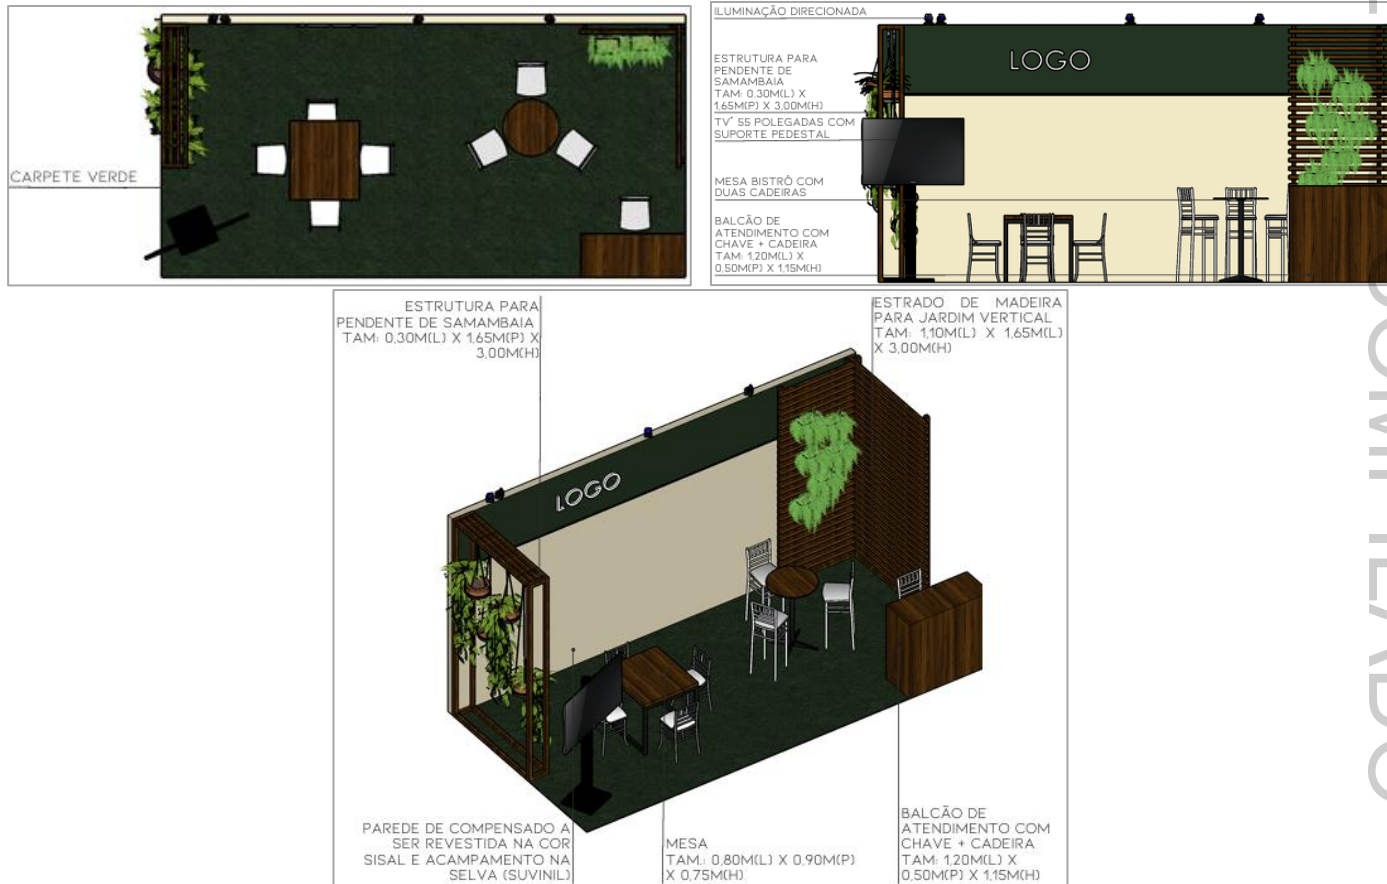 CARPETE VERDE
ILUMINAÇÃO DIRECIONADA
ESTRUTURA PARA
PENDENTE DE
SAMAMBAIA
TAM: 0,30M(L) X
1,65M(P) X 3,00M(H)
TV' 55 POLEGADAS COM
SUPORTE PEDESTAL
MESA BISTRÔ COM
DUAS CADEIRAS
BALCÃO DE
ATENDIMENTO COM
CHAVE + CADEIRA
TAM: 1,20M(L) X
0,50M(P) X 1,15M(H)
LOGO
ESTRUTURA PARA
PENDENTE DE SAMAMBAIA
TAM: 0,30M(L) X 1,65M(P) X
3,00M(H)
ESTRADO DE MADEIRA
PARA JARDIM VERTICAL
TAM: 1,10M(L) X 1,65M(L)
X 3,00M(H)
LOGO
PAREDE DE COMPENSADO A
SER REVESTIDA NA COR
SISAL E ACAMPAMENTO NA
SELVA (SUVINIL)
MESA
TAM.: 0,80M(L) X 0,90M(P)
X 0,75M(H)
BALCÃO DE
ATENDIMENTO COM
CHAVE + CADEIRA
TAM: 1,20M(L) X
0,50M(P) X 1,15M(H)